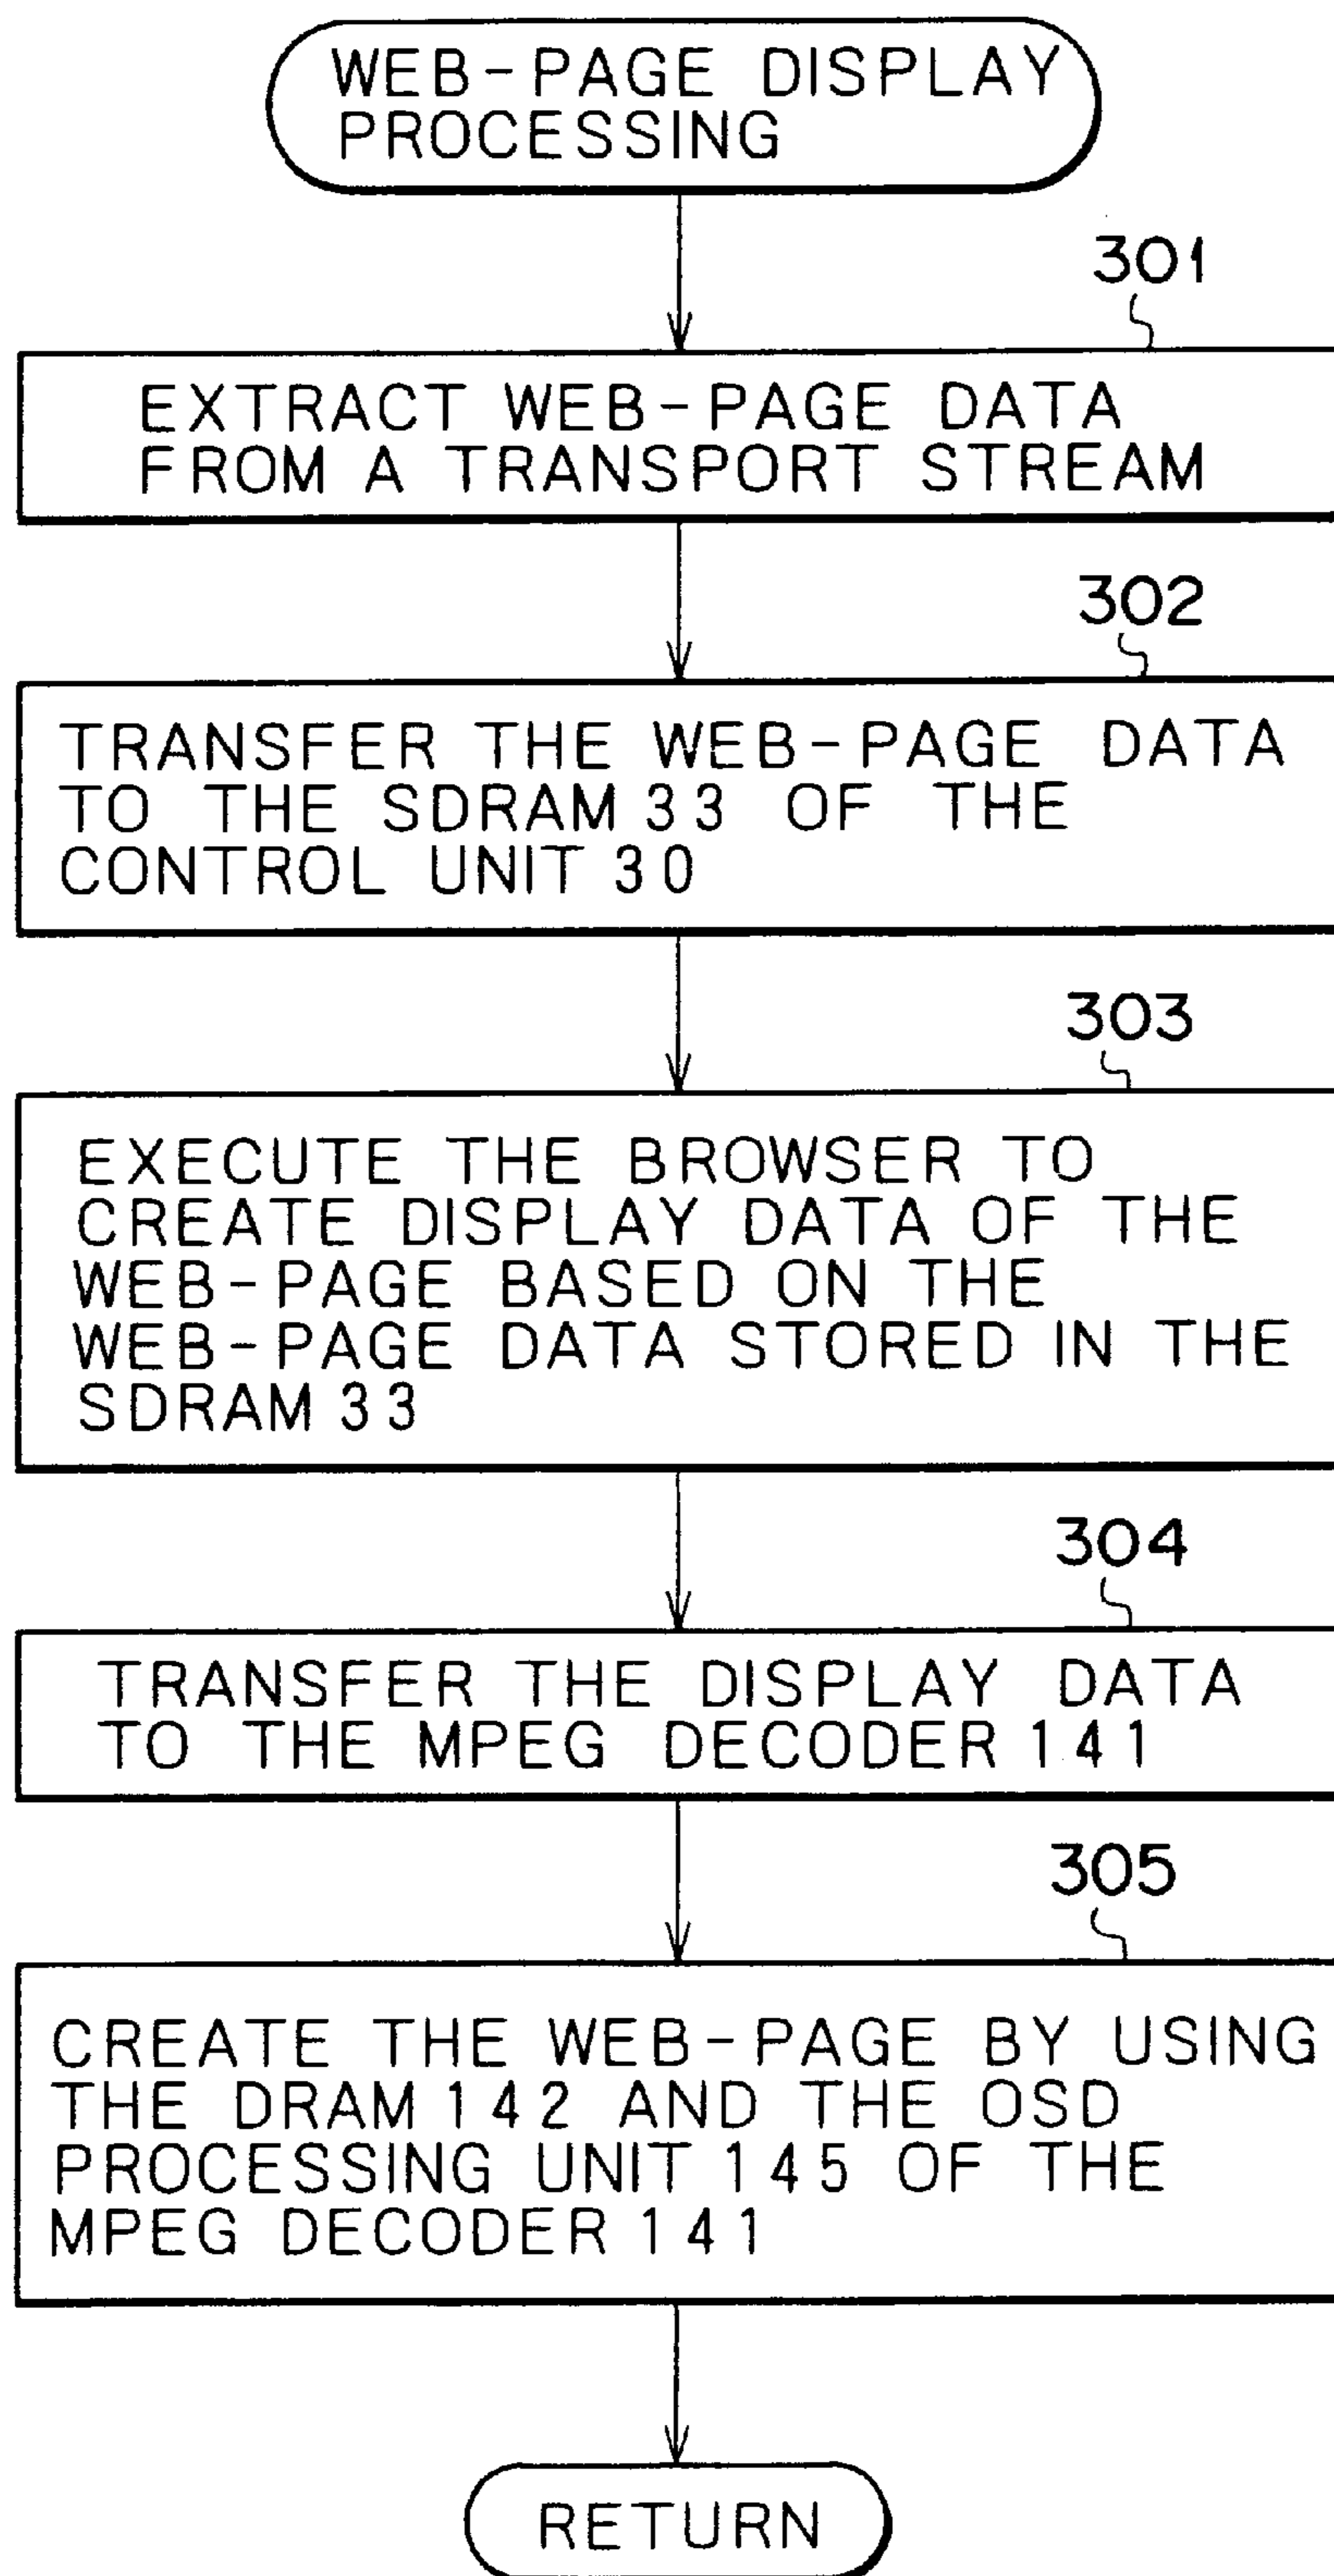 WEB-PAGE DISPLAY
PROCESSING
301
EXTRACT WEB-PAGE DATA
FROM A TRANSPORT STREAM
302
TRANSFER THE WEB-PAGE DATA
TO THE SDRAM 33 OF THE
CONTROL UNIT 30
303
EXECUTE THE BROWSER TO
CREATE DISPLAY DATA OF THE
WEB-PAGE BASED ON THE
WEB-PAGE DATA STORED IN THE
SDRAM 33
304
TRANSFER THE DISPLAY DATA
TO THE MPEG DECODER 141
305
CREATE THE WEB-PAGE BY USING
THE DRAM 142 AND THE OSD
PROCESSING UNIT 145 OF THE
MPEG DECODER 141
RETURN